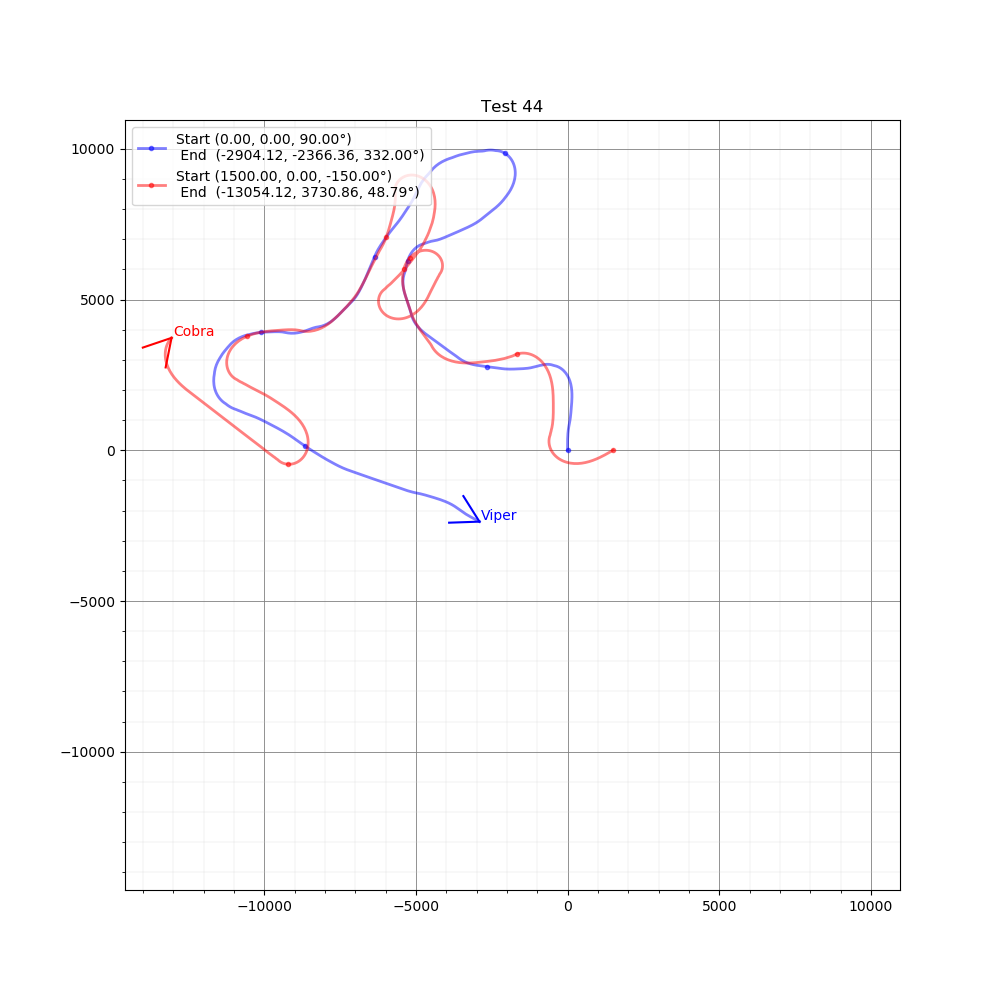 Test 44
Start (0.00, 0.00, 90.00°)
End (-2904.12, -2366.36, 332.00°)
Start (1500.00, 0.00, -150.00°)
End (-13054.12, 3730.86, 48.79°)
10000
5000
0
−5000
−10000
Cobra
Viper
−10000 −5000 0 5000 10000